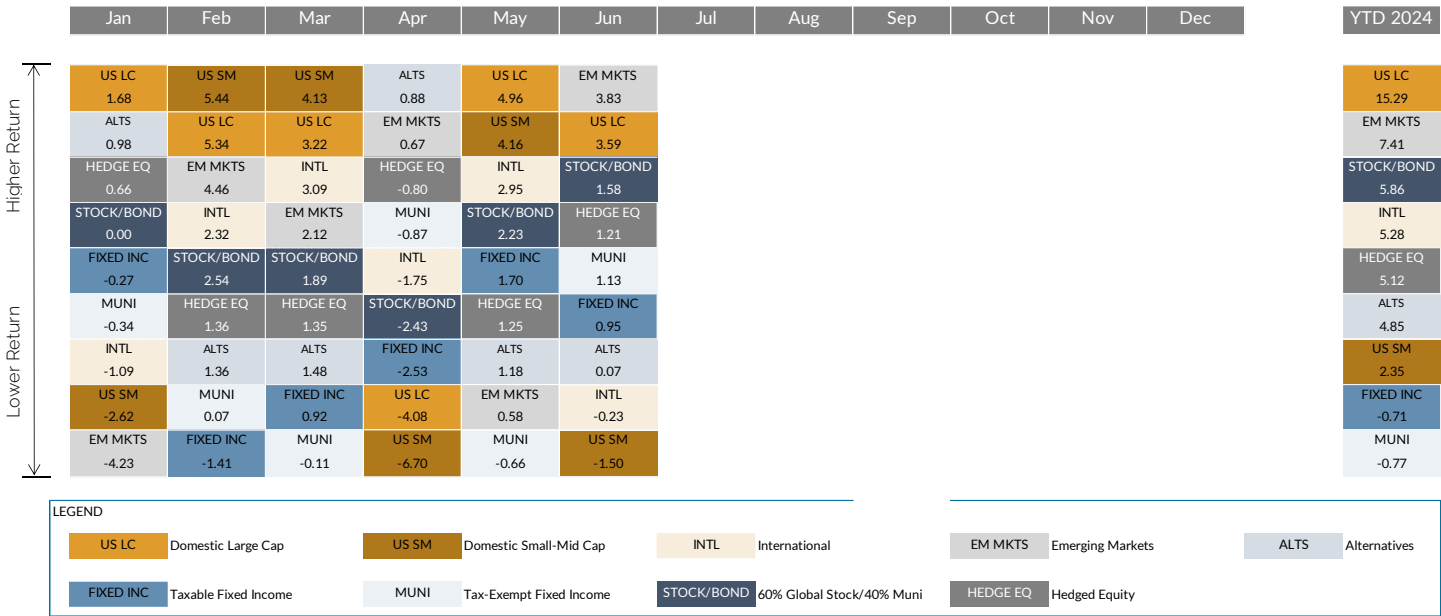 Jan Feb Mar Apr May Jun Jul Aug Sep Oct Nov Dec YTD 2024
Higher Return
Lower Return
US LC US SM US SM ALTS US LC EM MKTS US LC
1.68 5.44 4.13 0.88 4.96 3.83 15.29
ALTS US LC US LC EM MKTS US SM US LC EM MKTS
0.98 5.34 3.22 0.67 4.16 3.59 7.41
HEDGE EQ EM MKTS INTL HEDGE EQ INTL STOCK/BOND STOCK/BOND
0.66 4.46 3.09 -0.80 2.95 1.58 5.86
STOCK/BOND INTL EM MKTS MUNI STOCK/BOND HEDGE EQ INTL
0.00 2.32 2.12 -0.87 2.23 1.21 5.28
FIXED INC STOCK/BOND STOCK/BOND INTL FIXED INC MUNI HEDGE EQ
-0.27 2.54 1.89 -1.75 1.70 1.13 5.12
MUNI HEDGE EQ HEDGE EQ STOCK/BOND HEDGE EQ FIXED INC ALTS
-0.34 1.36 1.35 -2.43 1.25 0.95 4.85
INTL ALTS ALTS FIXED INC ALTS ALTS US SM
-1.09 1.36 1.48 -2.53 1.18 0.07 2.35
US SM MUNI FIXED INC US LC EM MKTS INTL FIXED INC
-2.62 0.07 0.92 -4.08 0.58 -0.23 -0.71
EM MKTS FIXED INC MUNI US SM MUNI US SM MUNI
-4.23 -1.41 -0.11 -6.70 -0.66 -1.50 -0.77
LEGEND
US LC Domestic Large Cap US SM Domestic Small-Mid Cap INTL International EM MKTS Emerging Markets ALTS Alternatives
FIXED INC Taxable Fixed Income MUNI Tax-Exempt Fixed Income STOCK/BOND 60% Global Stock/40% Muni HEDGE EQ Hedged Equity